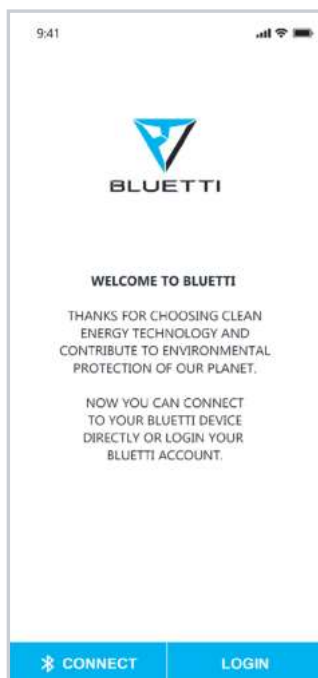 9:41
BLUETTI
WELCOME TO BLUETTI
THANKS FOR CHOOSING CLEAN
ENERGY TECHNOLOGY AND
CONTRIBUTE TO ENVIRONMENTAL
PROTECTION OF OUR PLANET.
NOW YOU CAN CONNECT
TO YOUR BLUETTI DEVICE
DIRECTLY OR LOGIN YOUR
BLUETTI ACCOUNT.
CONNECT
LOGIN